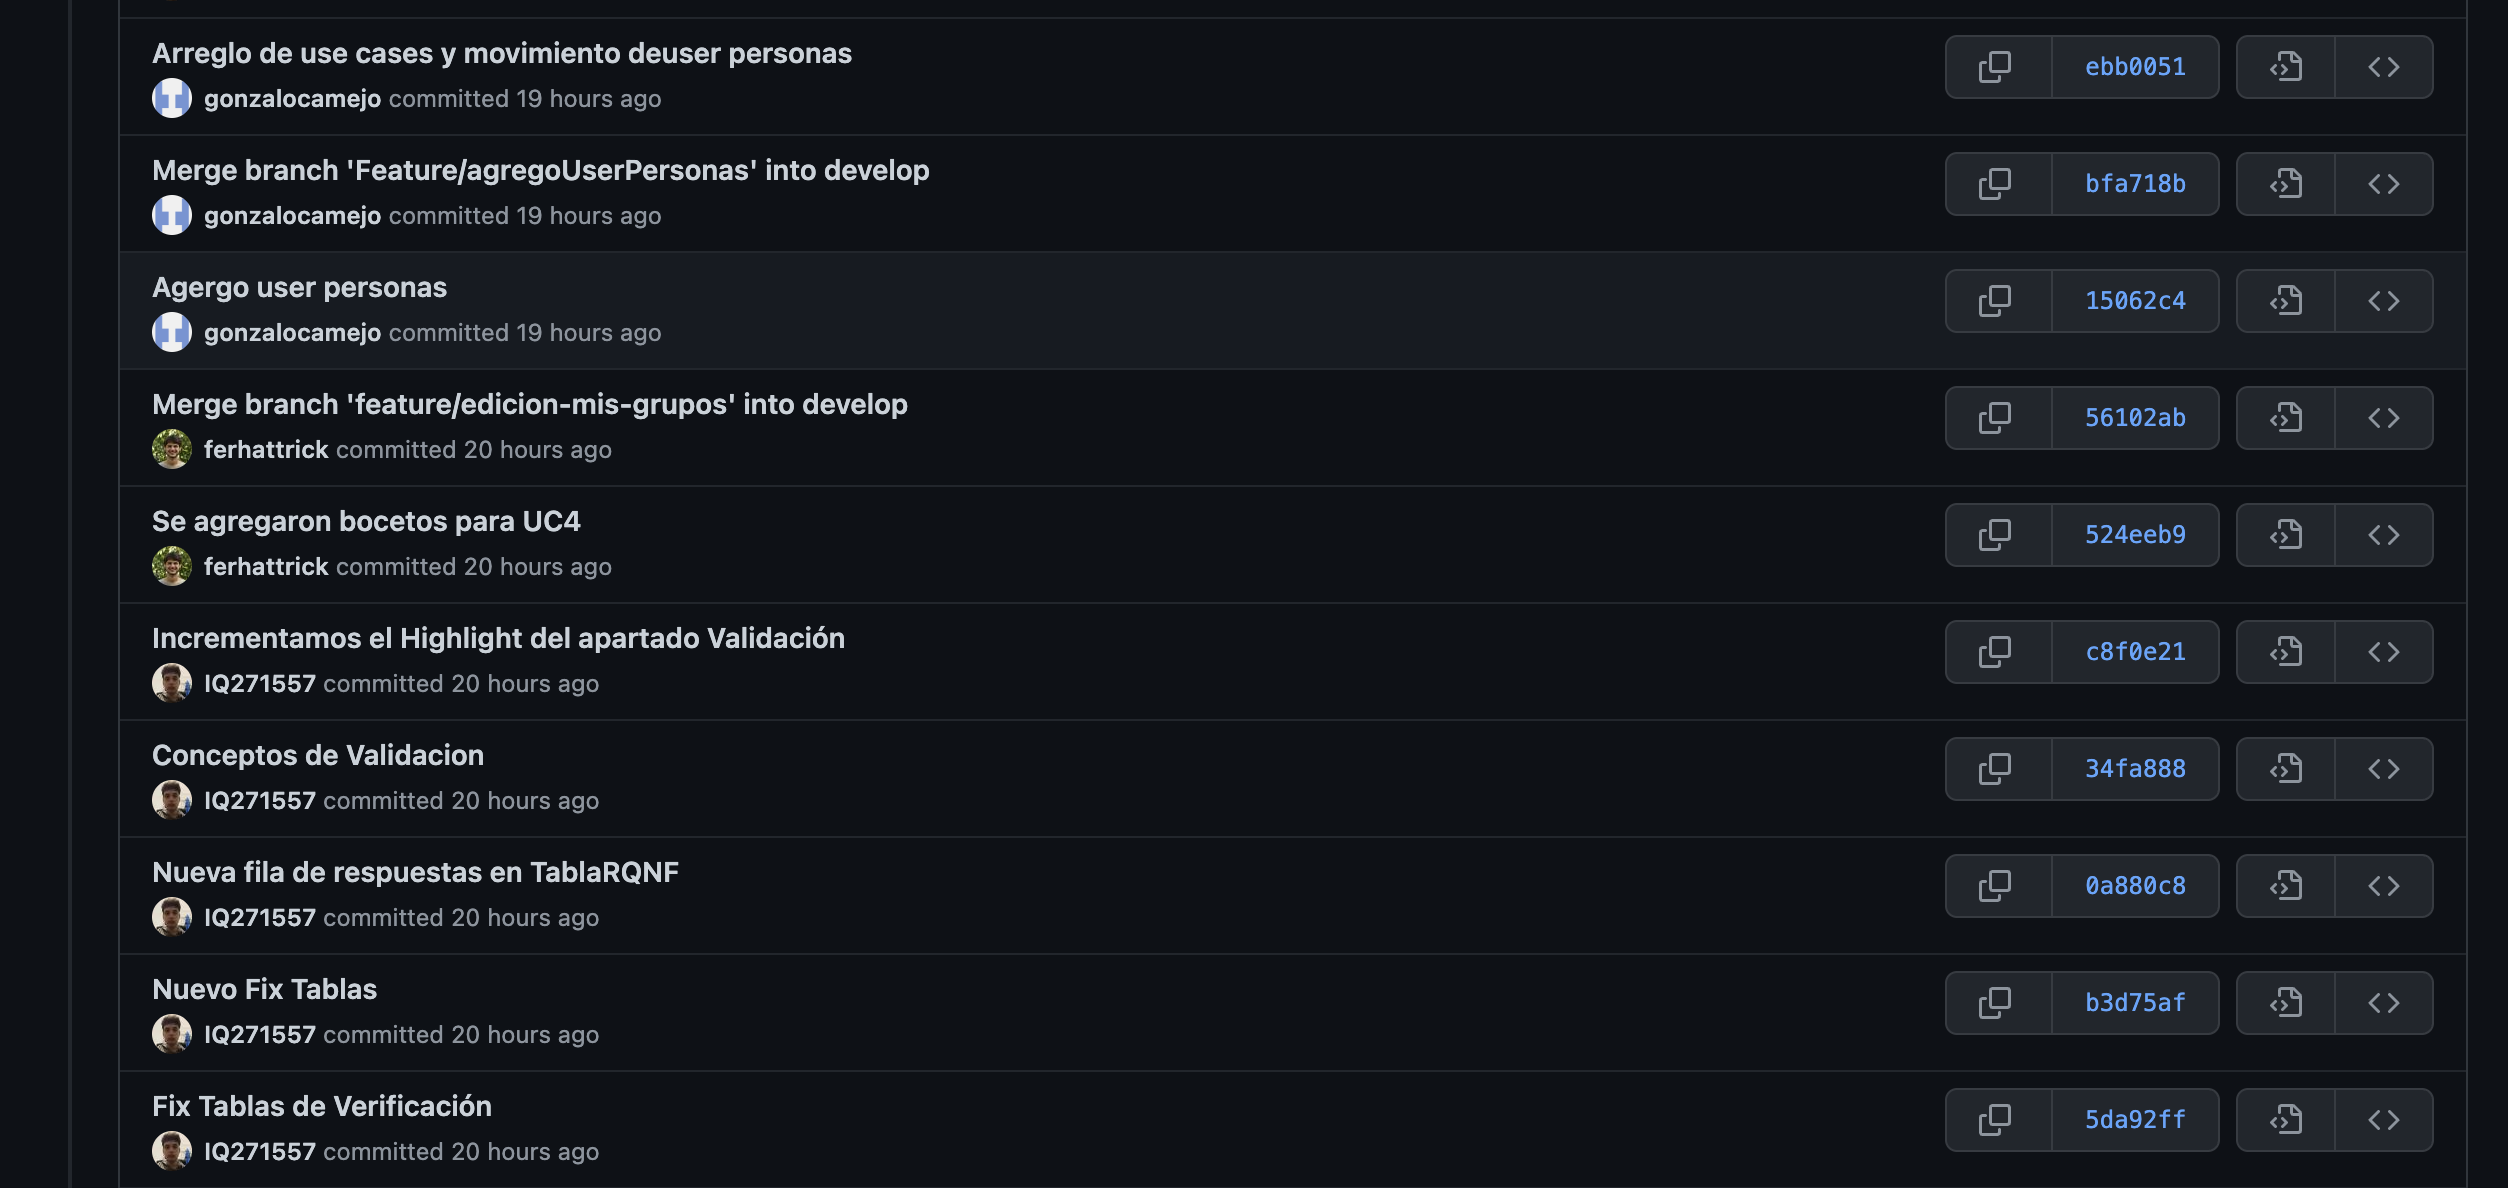 Arreglo de use cases y movimiento deuser personas
gonzalocamejo committed 19 hours ago
ebb0051
Merge branch 'Feature/agregoUserPersonas' into develop
gonzalocamejo committed 19 hours ago
bfa718b
Agergo user personas
gonzalocamejo committed 19 hours ago
15062c4
Merge branch 'feature/edicion-mis-grupos' into develop
ferhattrick committed 20 hours ago
56102ab
Se agregaron bocetos para UC4
ferhattrick committed 20 hours ago
524eeb9
Incrementamos el Highlight del apartado Validación
IQ271557 committed 20 hours ago
c8f0e21
Conceptos de Validacion
IQ271557 committed 20 hours ago
34fa888
Nueva fila de respuestas en TablaRQNF
IQ271557 committed 20 hours ago
0a880c8
Nuevo Fix Tablas
IQ271557 committed 20 hours ago
b3d75af
Fix Tablas de Verificación
IQ271557 committed 20 hours ago
5da92ff